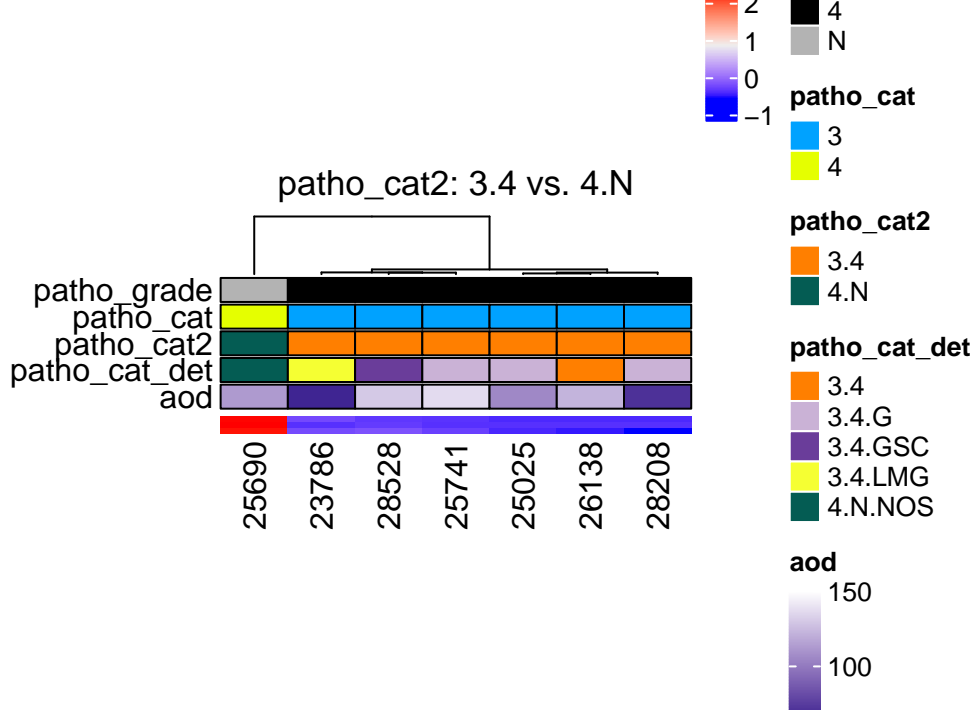 patho_cat2: 3.4 vs. 4.N
patho_grade
patho_cat
patho_cat2
patho_cat_det
aod
25690
23786
28528
25741
25025
26138
28208
2
1
0
−1
4
N
patho_cat
3
4
patho_cat2
3.4
4.N
patho_cat_det
3.4
3.4.G
3.4.GSC
3.4.LMG
4.N.NOS
aod
150
100